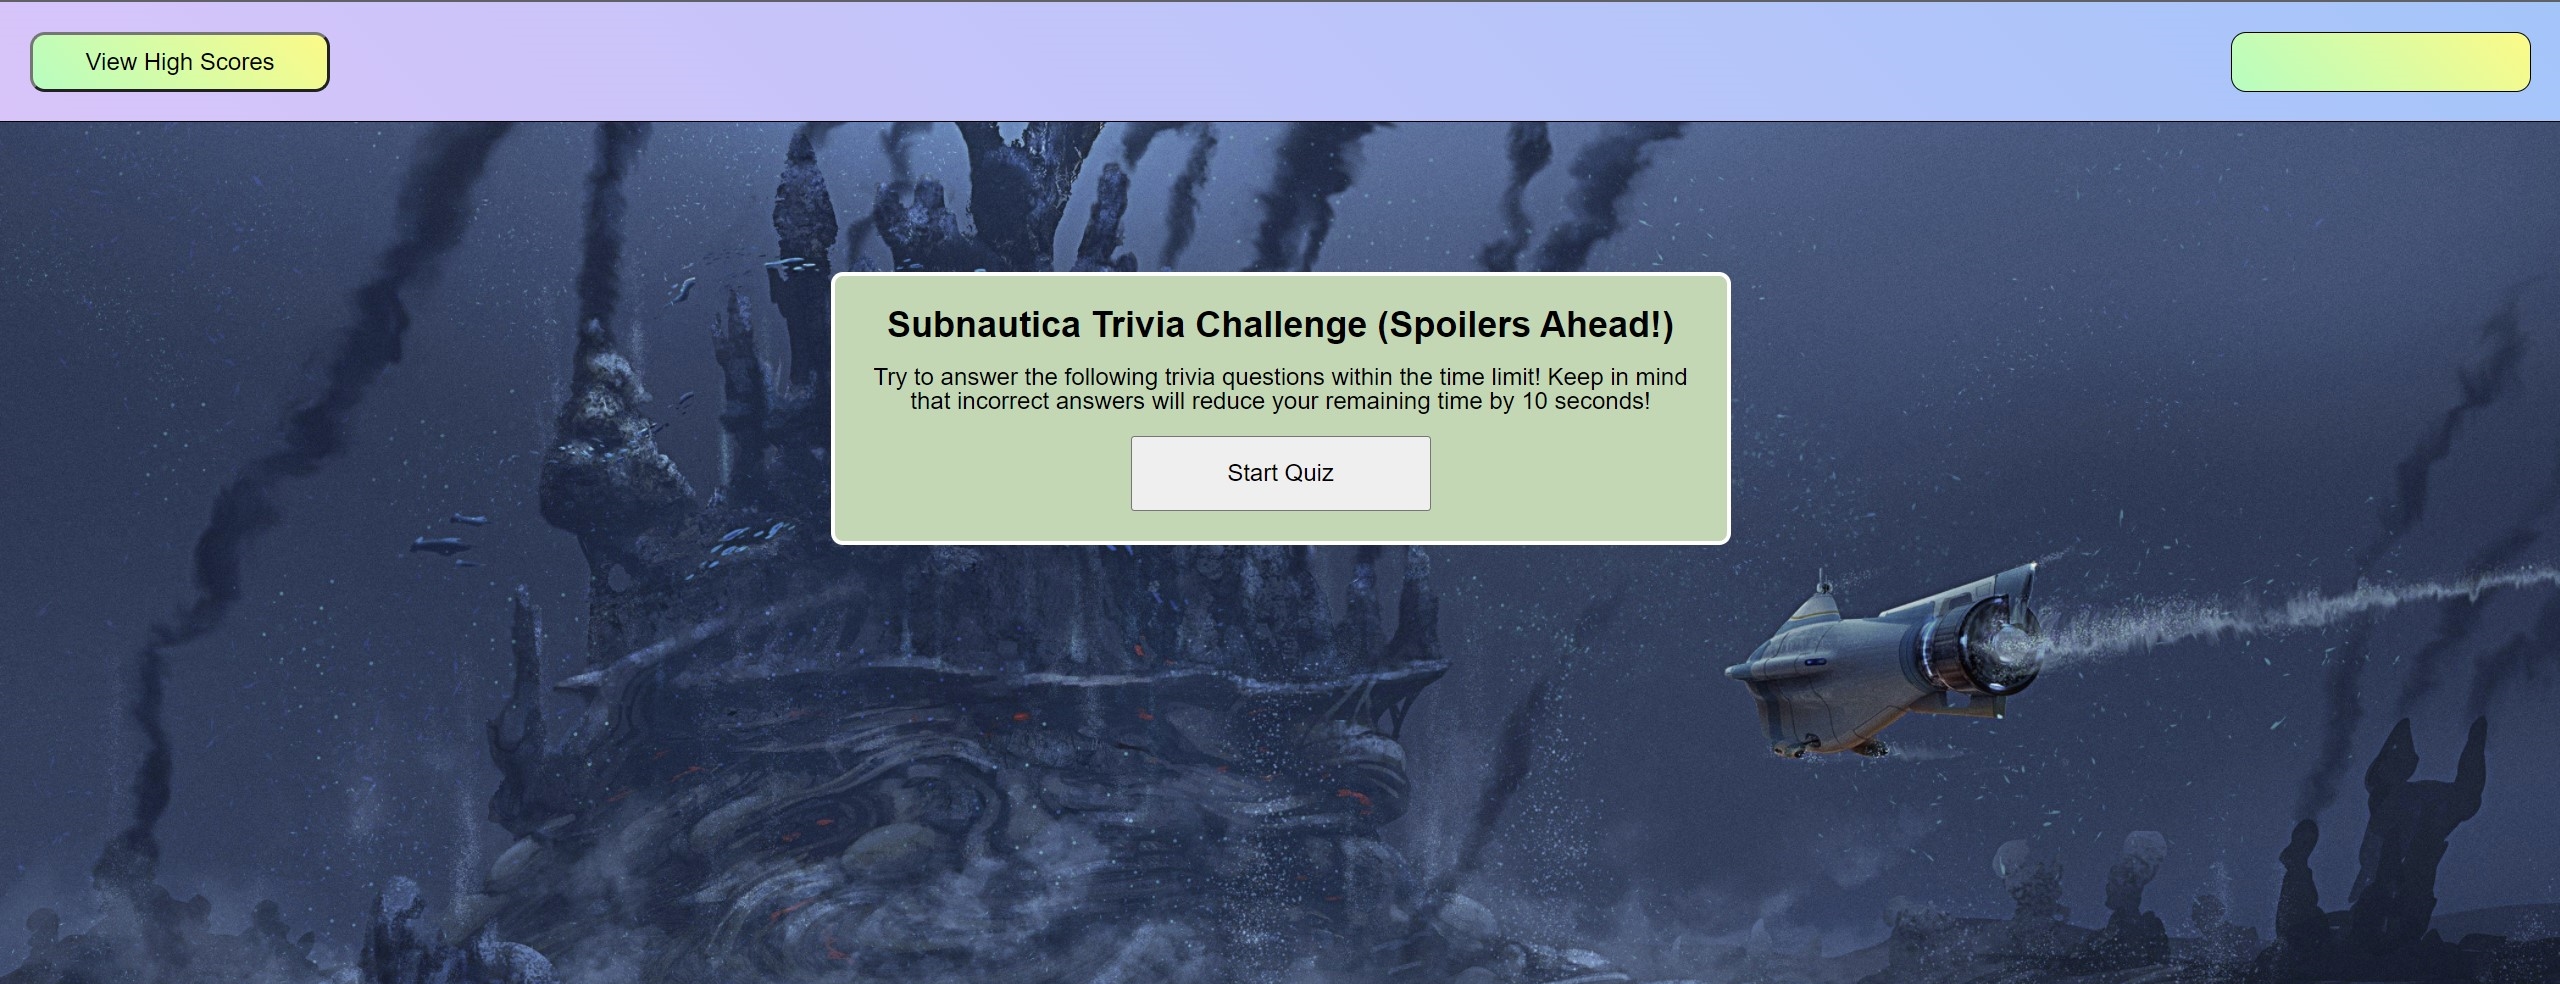 View High Scores
Subnautica Trivia Challenge (Spoilers Ahead!)
Try to answer the following trivia questions within the time limit! Keep in mind
that incorrect answers will reduce your remaining time by 10 seconds!
Start Quiz